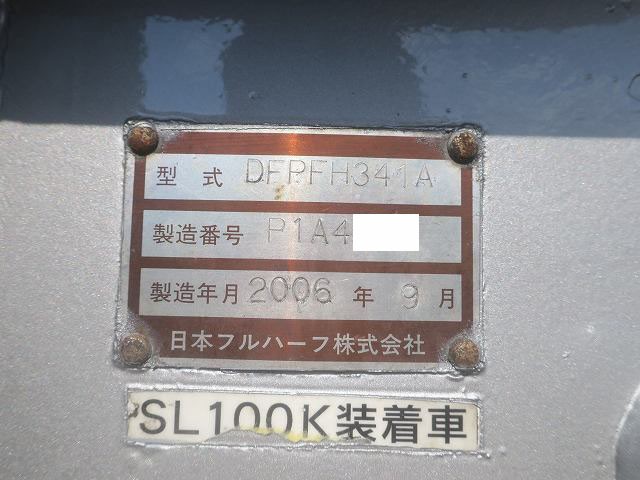 型式 DFPFH341A
製造番号 P1A4
製造年月 2006 年 9 月
日本フルハーフ株式会社
SL100K装着車